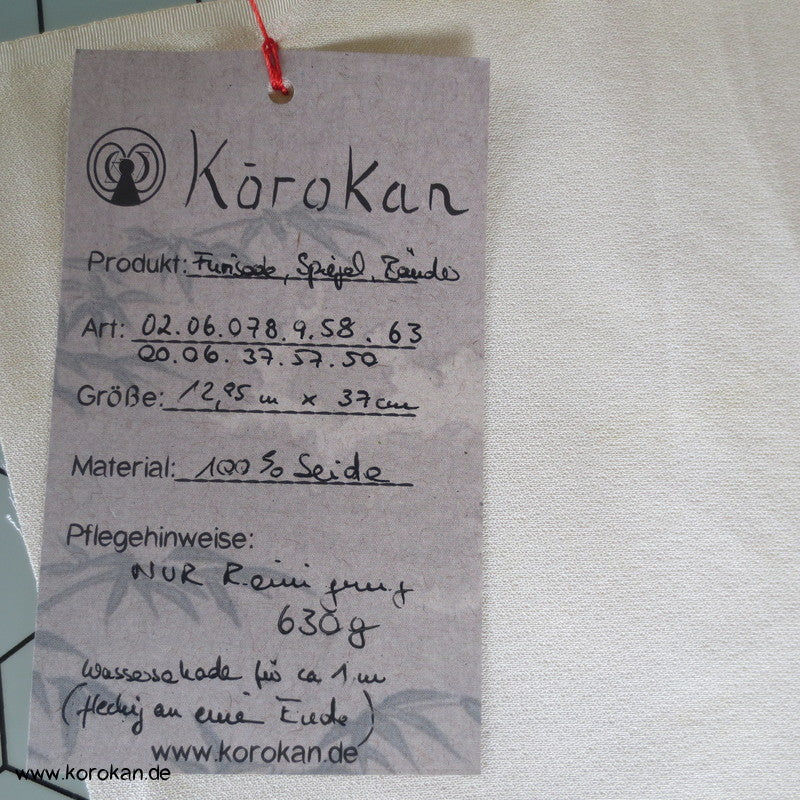 Kōrokan
Produkt: Furisode, Spiegel, Bänder
Art: 02.06.078.9.58.63
00.06.37.57.50
Größe: 12,95 m x 37cm
Material: 100% Seide
Pflegehinweise:
NUR Reinigung
630g
Wasserschade für ca 1 m
(fleckig an eine Ende)
www.korokan.de
www.korokan.de